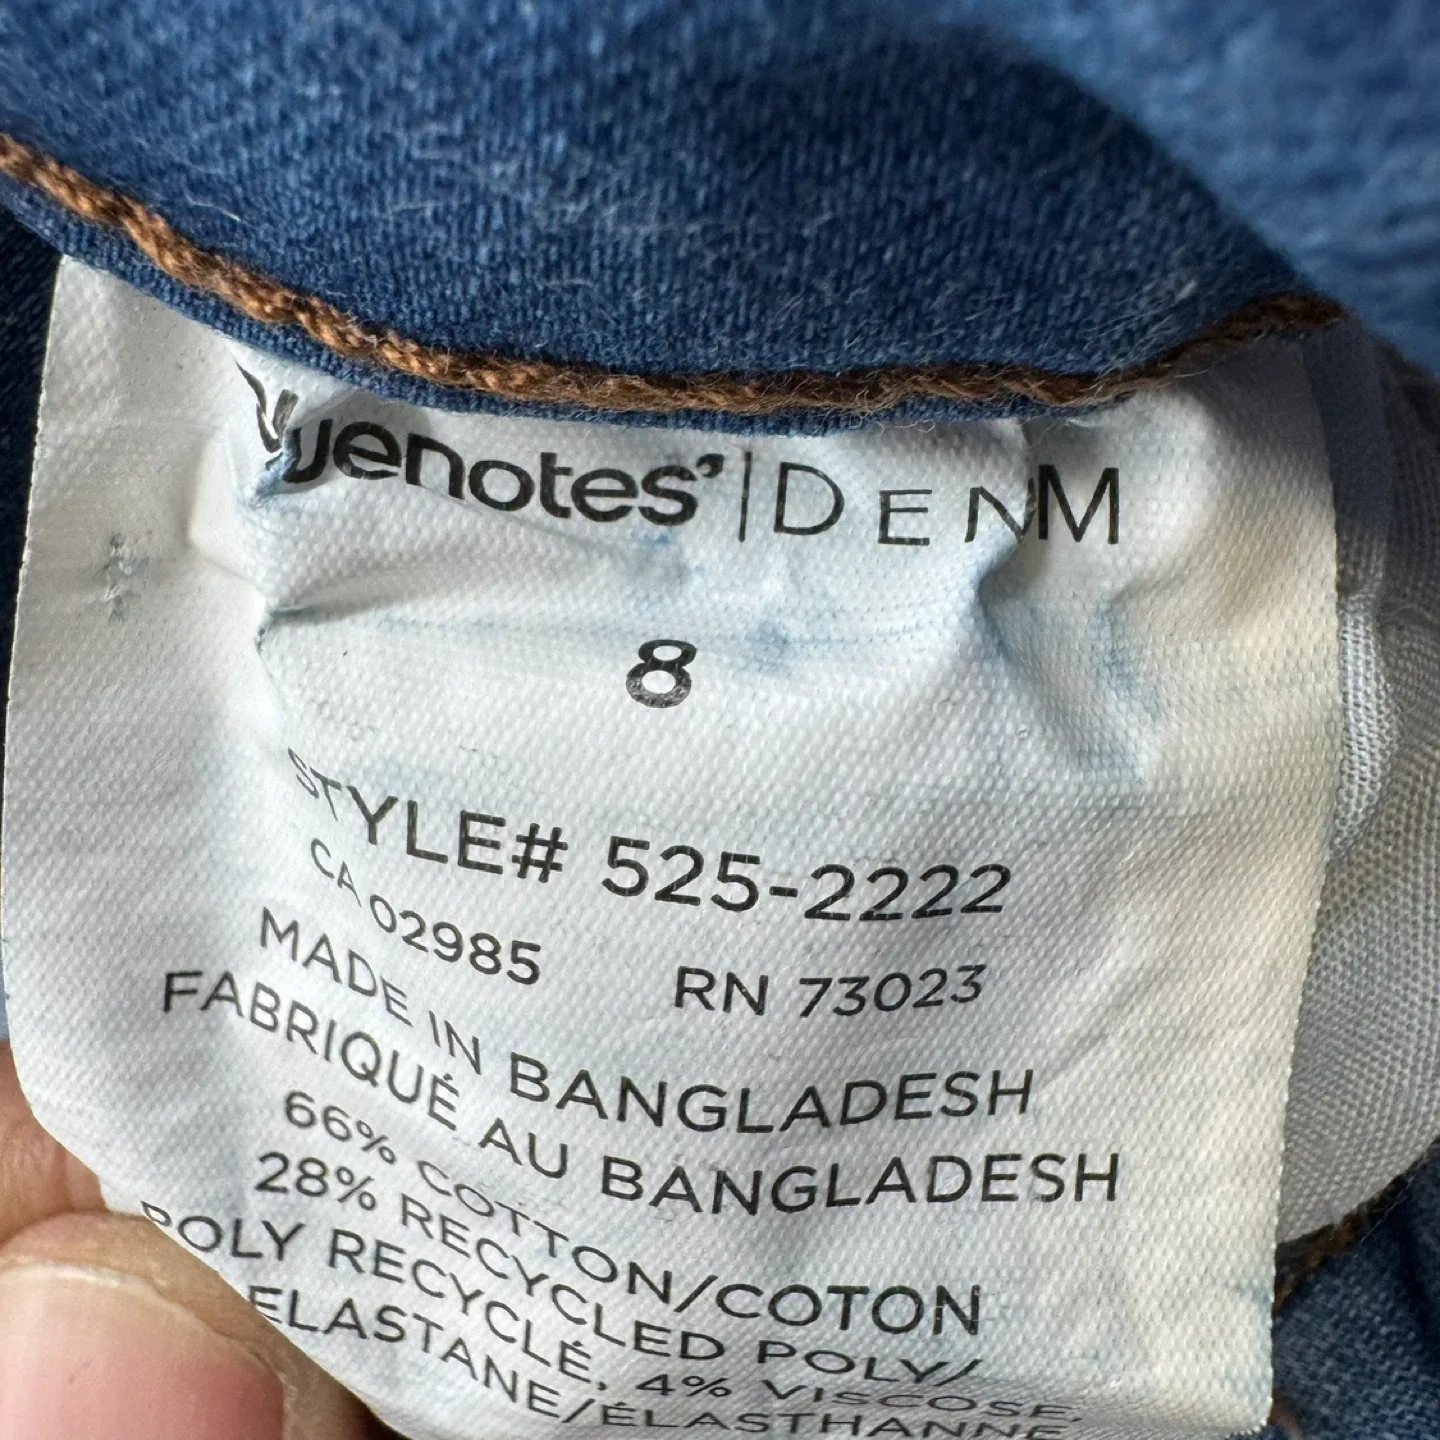 Bluenotes' | DENIM
8
STYLE# 525-2222
CA 02985 RN 73023
MADE IN BANGLADESH
FABRIQUÉ AU BANGLADESH
66% COTTON/COTON
28% RECYCLED POLY/
POLY RECYCLÉ, 4% VISCOSE,
ELASTANE/ÉLASTHANNE